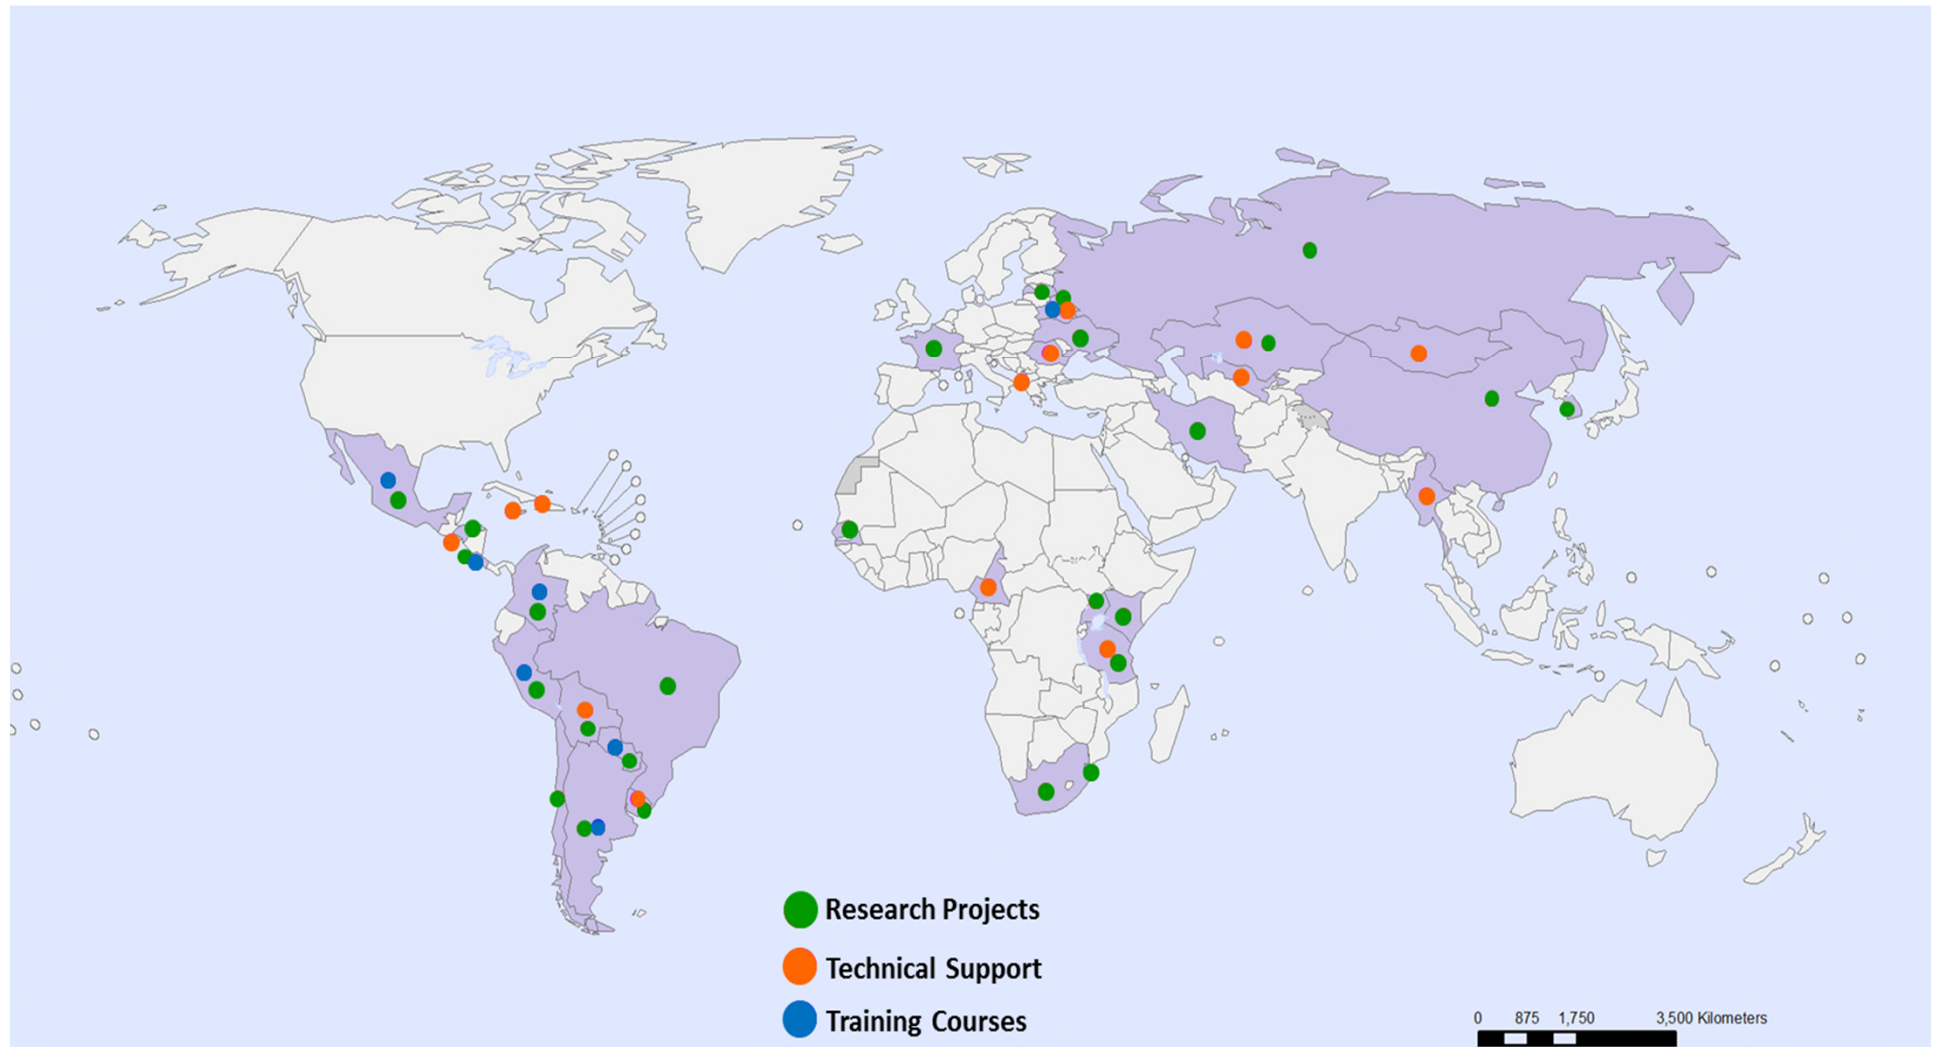 Research Projects
Technical Support
Training Courses
0 875 1,750 3,500 Kilometers